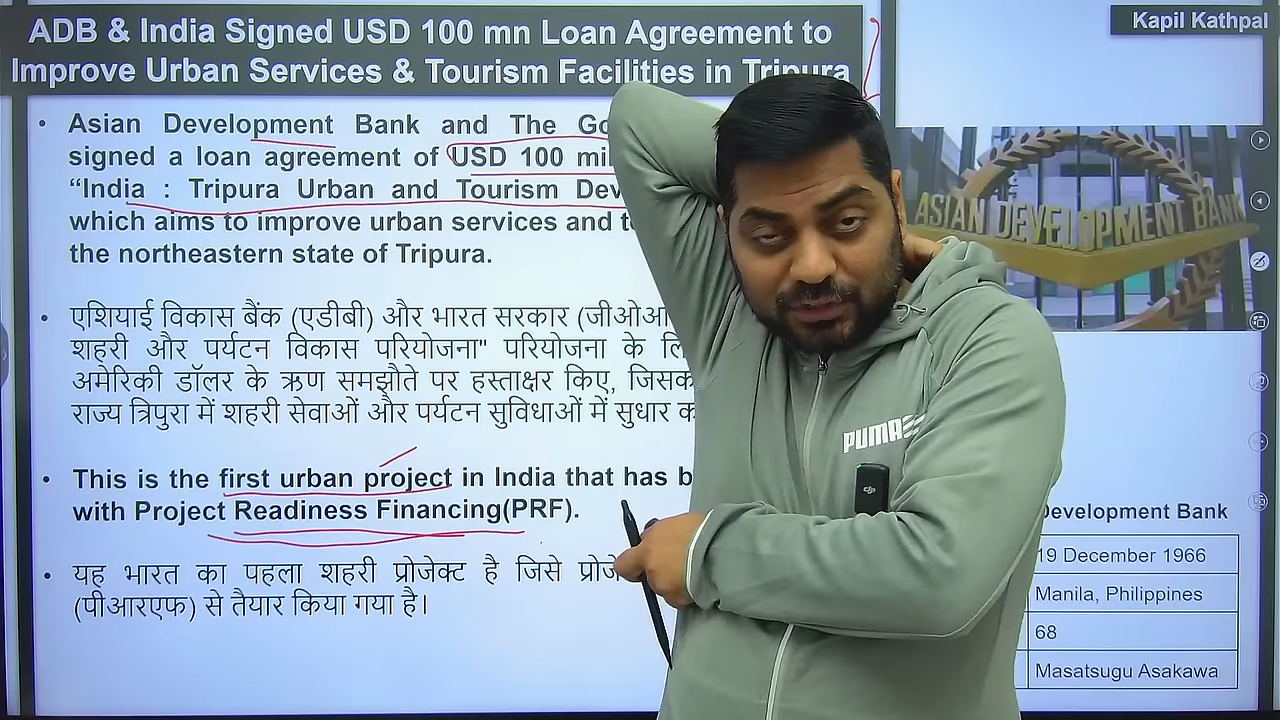 ADB & India Signed USD 100 mn Loan Agreement to
Improve Urban Services & Tourism Facilities in Tripura
Kapil Kathpal
Asian Development Bank and The
signed a loan agreement of USD 100
“India : Tripura Urban and Tourism
which aims to improve urban services and
the northeastern state of Tripura.
एशियाई विकास बैंक (एडीबी) और भारत सरकार
शहरी और पर्यटन विकास परियोजना" परियोजना के
अमेरिकी डॉलर के ऋण समझौते पर हस्ताक्षर किए,
राज्य त्रिपुरा में शहरी सेवाओं और पर्यटन सुविधाओं में सुधार
This is the first urban project in India that has
with Project Readiness Financing(PRF).
यह भारत का पहला शहरी प्रोजेक्ट है जिसे
(पीआरएफ) से तैयार किया गया है।
ASIAN DEVELOPMENT BANK
PUMA
dji
Development Bank
19 December 1966
Manila, Philippines
68
Masatsugu Asakawa